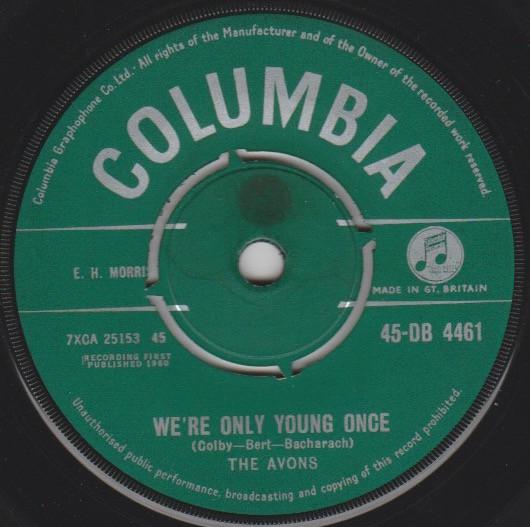 Columbia Graphophone Co. Ltd. · All rights of the Manufacturer and of the Owner of the recorded work reserved.
COLUMBIA
E. H. MORRIS
MADE IN GT. BRITAIN
7XCA 25153 45
45-DB 4461
(RECORDING FIRST
PUBLISHED 1960
WE'RE ONLY YOUNG ONCE
(Colby—Bert—Bacharach)
THE AVONS
Unauthorised public performance, broadcasting and copying of this record prohibited.